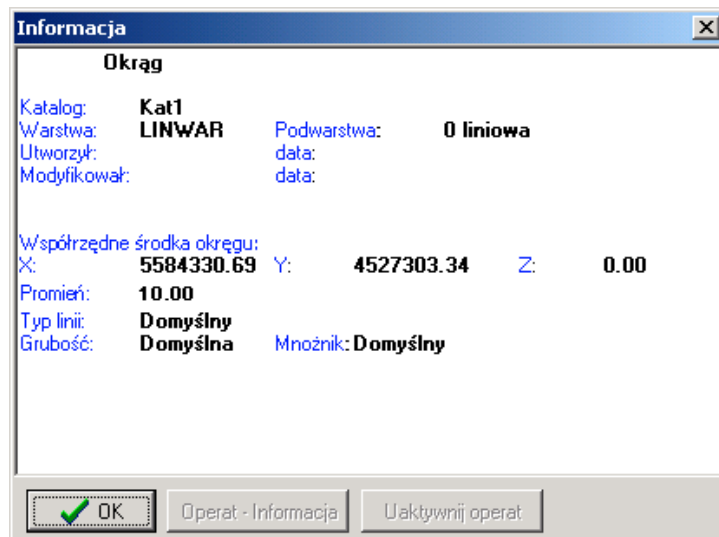 Informacja
Okrąg
Katalog: Kat1
Warstwa: LINWAR Podwarstwa: 0 liniowa
Utworzył: data:
Modyfikował: data:
Współrzędne środka okręgu:
X: 5584330.69 Y: 4527303.34 Z: 0.00
Promień: 10.00
Typ linii: Domyślny
Grubość: Domyślna Mnożnik: Domyślny
OK Operat - Informacja Uaktywnij operat